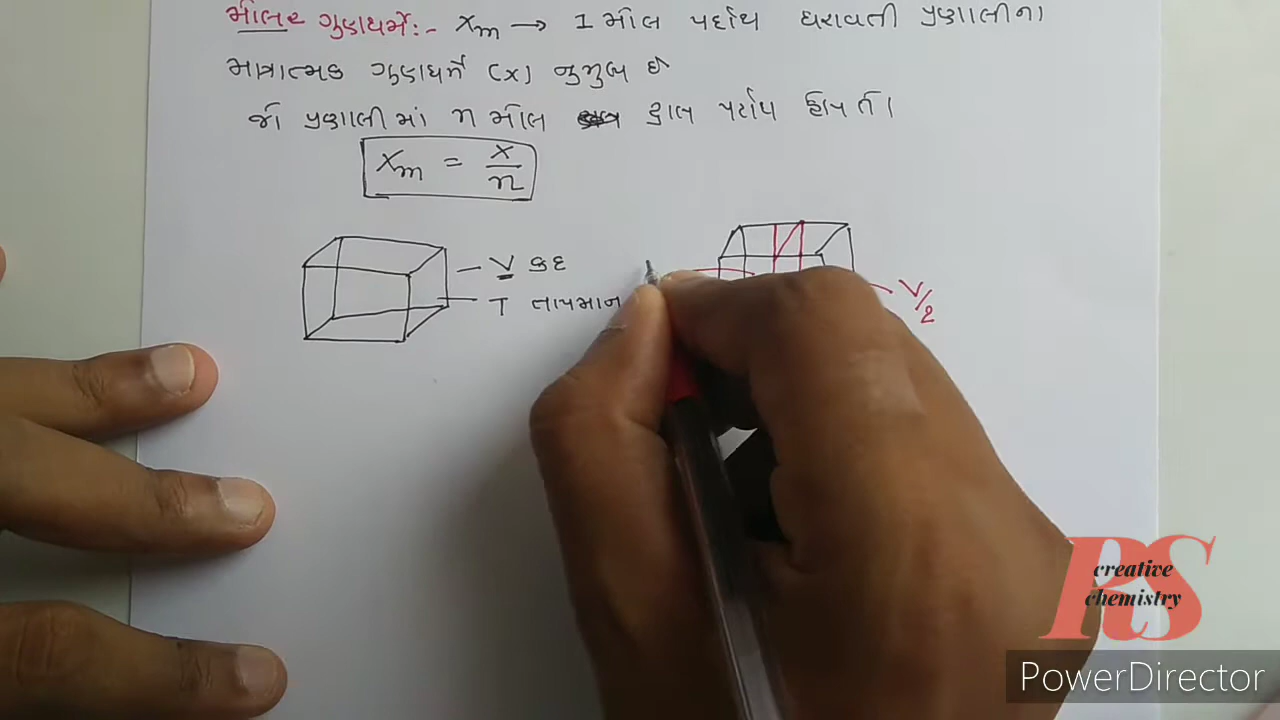 મોલર ગુણધર્મ:- Xm → 1 મોલ પદાર્થ ધરાવતી પ્રણાલીના
માત્રાત્મક ગુણધર્મ (x) નુ મુલ્ય છે
જો પ્રણાલીમાં n મોલ કુલ પદાર્થ હોય તો
Xm = x/n
V કદ
T તાપમાન
V/2
RS
creative
chemistry
PowerDirector